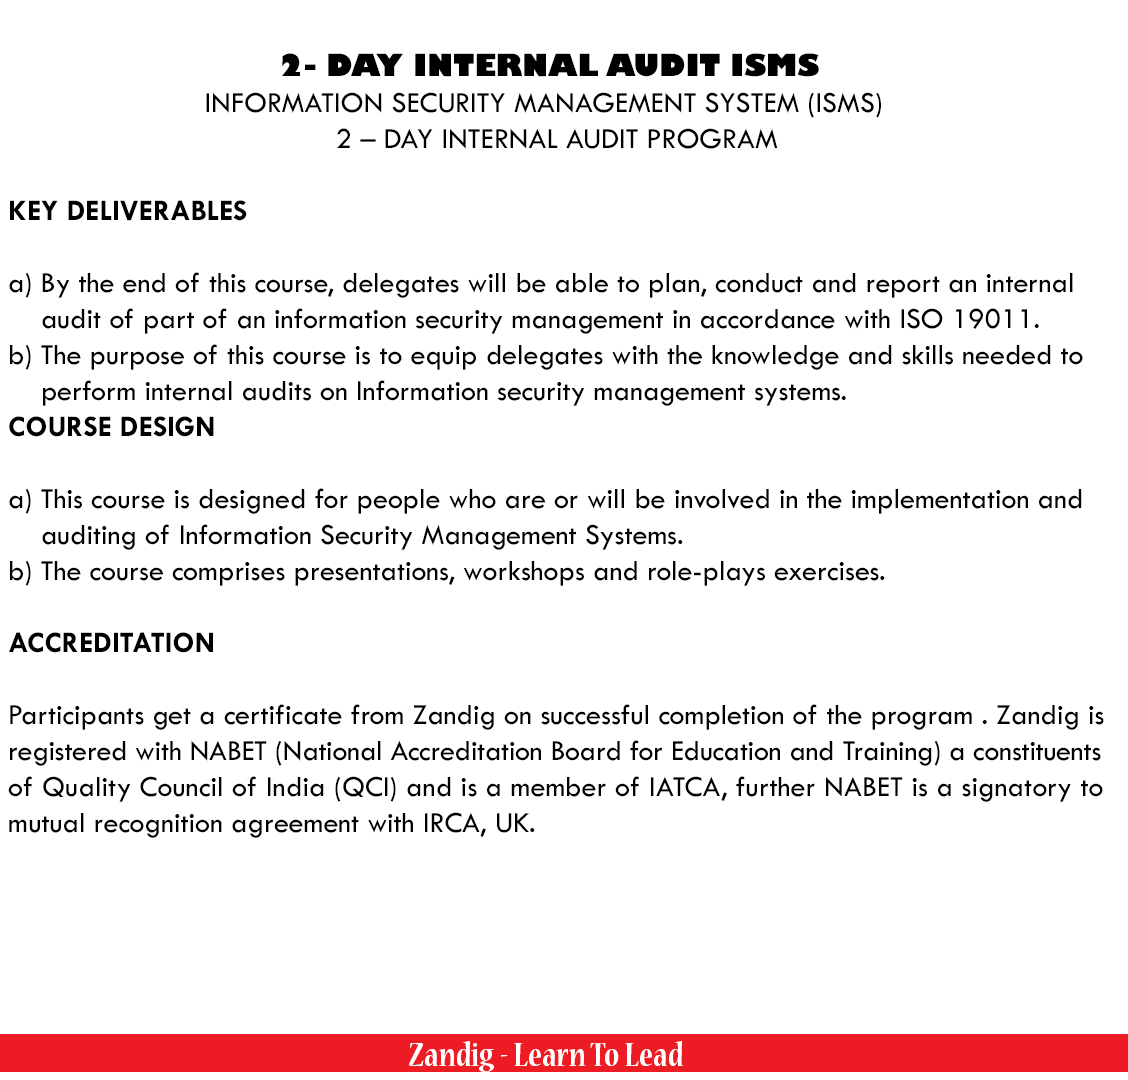 2- DAY INTERNAL AUDIT ISMS
INFORMATION SECURITY MANAGEMENT SYSTEM (ISMS)
2 – DAY INTERNAL AUDIT PROGRAM
KEY DELIVERABLES
a) By the end of this course, delegates will be able to plan, conduct and report an internal
audit of part of an information security management in accordance with ISO 19011.
b) The purpose of this course is to equip delegates with the knowledge and skills needed to
perform internal audits on Information security management systems.
COURSE DESIGN
a) This course is designed for people who are or will be involved in the implementation and
auditing of Information Security Management Systems.
b) The course comprises presentations, workshops and role-plays exercises.
ACCREDITATION
Participants get a certificate from Zandig on successful completion of the program . Zandig is
registered with NABET (National Accreditation Board for Education and Training) a constituents
of Quality Council of India (QCI) and is a member of IATCA, further NABET is a signatory to
mutual recognition agreement with IRCA, UK.
Zandig - Learn To Lead